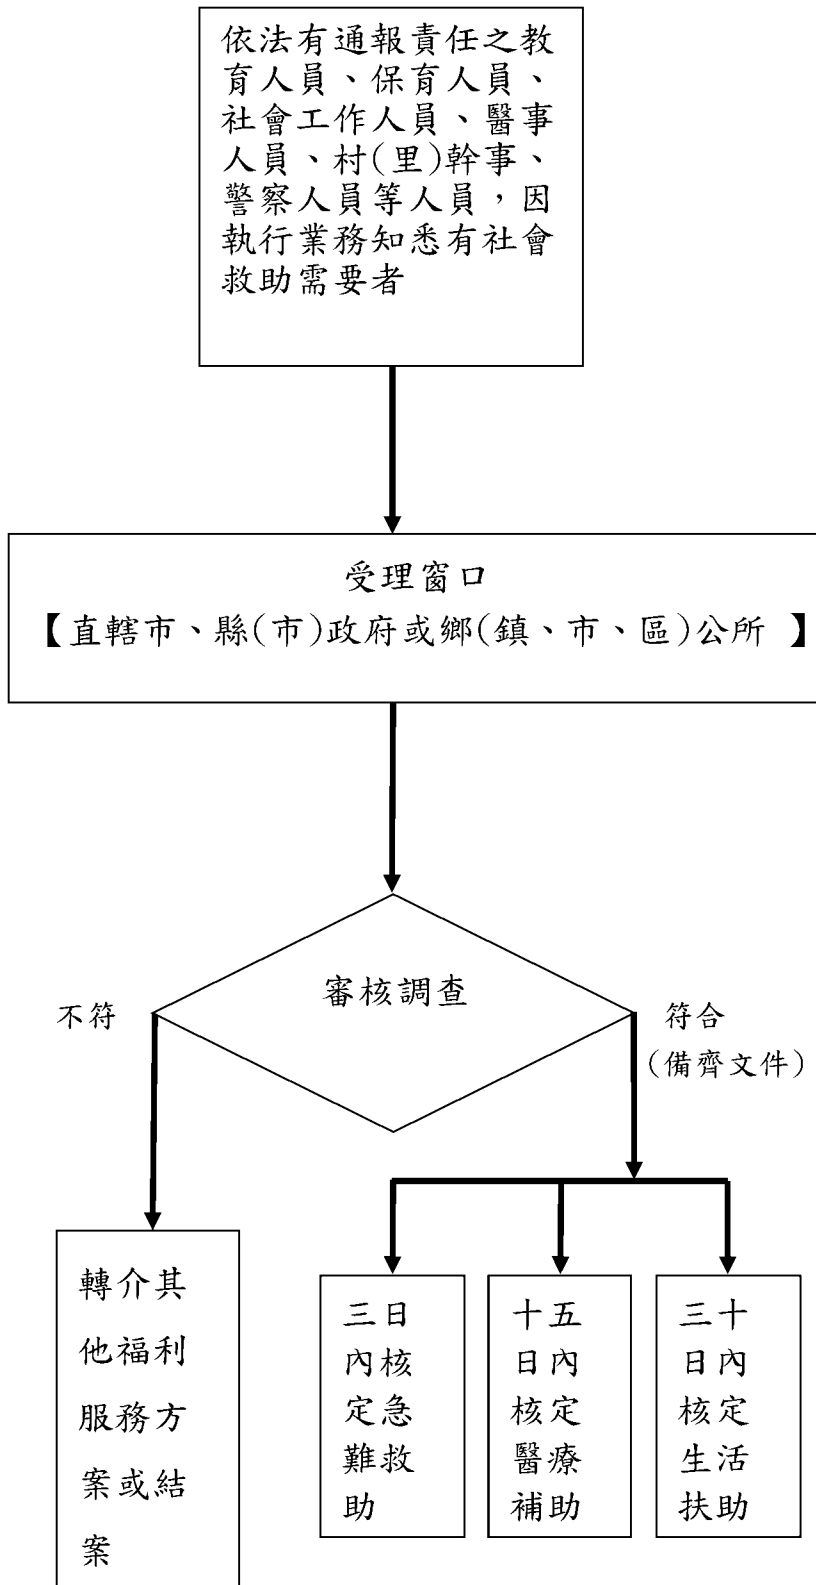 依法有通報責任之教
育人員、保育人員、
社會工作人員、醫事
人員、村(里)幹事、
警察人員等人員，因
執行業務知悉有社會
救助需要者
受理窗口
【直轄市、縣(市)政府或鄉(鎮、市、區)公所 】
審核調查
不符
符合
(備齊文件)
轉介其
他福利
服務方
案或結
案
三日
內核
定急
難救
助
十五
日內
核定
醫療
補助
三十
日內
核定
生活
扶助